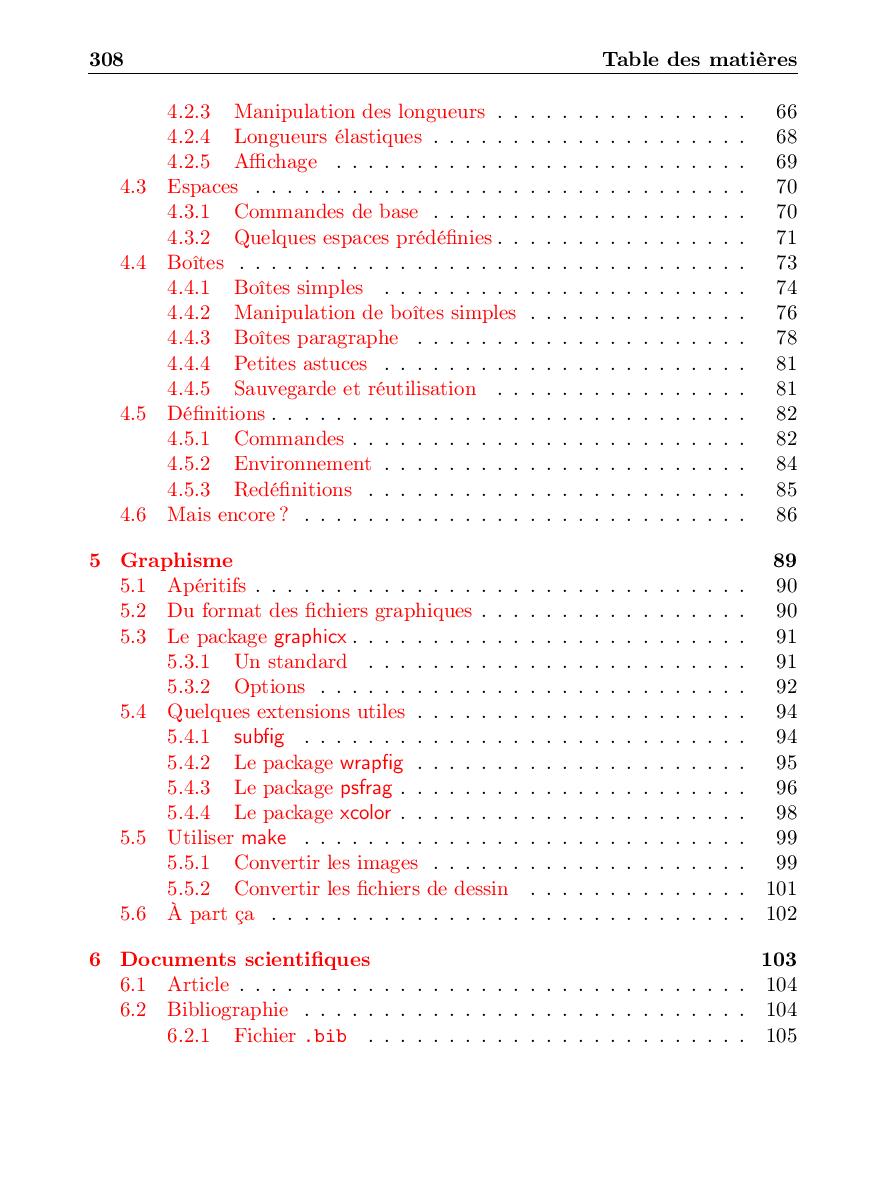 308 Table des matières
4.2.3 Manipulation des longueurs . . . . . . . . . . . . . . . . 66
4.2.4 Longueurs élastiques . . . . . . . . . . . . . . . . . . . . 68
4.2.5 Affichage . . . . . . . . . . . . . . . . . . . . . . . . . . 69
4.3 Espaces . . . . . . . . . . . . . . . . . . . . . . . . . . . . . . . 70
4.3.1 Commandes de base . . . . . . . . . . . . . . . . . . . . 70
4.3.2 Quelques espaces prédéfinies . . . . . . . . . . . . . . . . 71
4.4 Boîtes . . . . . . . . . . . . . . . . . . . . . . . . . . . . . . . . 73
4.4.1 Boîtes simples . . . . . . . . . . . . . . . . . . . . . . . 74
4.4.2 Manipulation de boîtes simples . . . . . . . . . . . . . . 76
4.4.3 Boîtes paragraphe . . . . . . . . . . . . . . . . . . . . . 78
4.4.4 Petites astuces . . . . . . . . . . . . . . . . . . . . . . . 81
4.4.5 Sauvegarde et réutilisation . . . . . . . . . . . . . . . . 81
4.5 Définitions . . . . . . . . . . . . . . . . . . . . . . . . . . . . . . 82
4.5.1 Commandes . . . . . . . . . . . . . . . . . . . . . . . . . 82
4.5.2 Environnement . . . . . . . . . . . . . . . . . . . . . . . 84
4.5.3 Redéfinitions . . . . . . . . . . . . . . . . . . . . . . . . 85
4.6 Mais encore ? . . . . . . . . . . . . . . . . . . . . . . . . . . . . 86
5 Graphisme 89
5.1 Apéritifs . . . . . . . . . . . . . . . . . . . . . . . . . . . . . . . 90
5.2 Du format des fichiers graphiques . . . . . . . . . . . . . . . . . 90
5.3 Le package graphicx . . . . . . . . . . . . . . . . . . . . . . . . . 91
5.3.1 Un standard . . . . . . . . . . . . . . . . . . . . . . . . 91
5.3.2 Options . . . . . . . . . . . . . . . . . . . . . . . . . . . 92
5.4 Quelques extensions utiles . . . . . . . . . . . . . . . . . . . . . 94
5.4.1 subfig . . . . . . . . . . . . . . . . . . . . . . . . . . . . 94
5.4.2 Le package wrapfig . . . . . . . . . . . . . . . . . . . . . 95
5.4.3 Le package psfrag . . . . . . . . . . . . . . . . . . . . . . 96
5.4.4 Le package xcolor . . . . . . . . . . . . . . . . . . . . . . 98
5.5 Utiliser make . . . . . . . . . . . . . . . . . . . . . . . . . . . . 99
5.5.1 Convertir les images . . . . . . . . . . . . . . . . . . . . 99
5.5.2 Convertir les fichiers de dessin . . . . . . . . . . . . . . 101
5.6 À part ça . . . . . . . . . . . . . . . . . . . . . . . . . . . . . . 102
6 Documents scientifiques 103
6.1 Article . . . . . . . . . . . . . . . . . . . . . . . . . . . . . . . . 104
6.2 Bibliographie . . . . . . . . . . . . . . . . . . . . . . . . . . . . 104
6.2.1 Fichier .bib . . . . . . . . . . . . . . . . . . . . . . . . 105